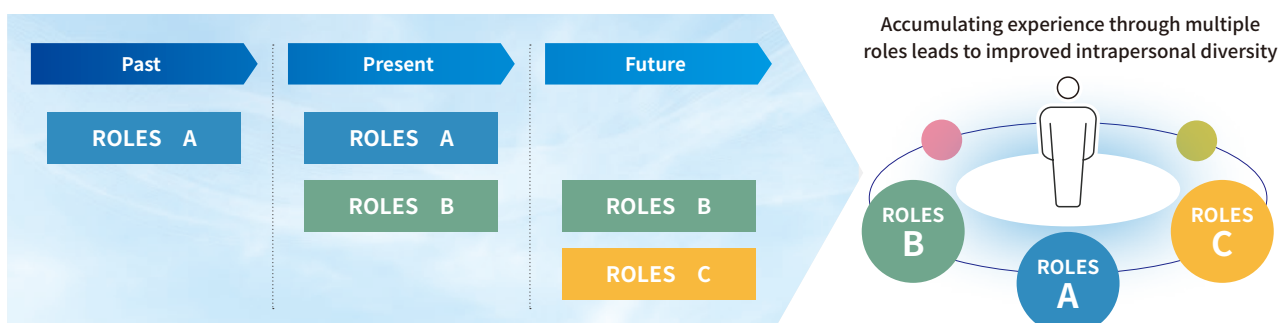 Past
Present
Future
ROLES A
ROLES A
ROLES B
ROLES B
ROLES C
Accumulating experience through multiple
roles leads to improved intrapersonal diversity
ROLES
B
ROLES
A
ROLES
C